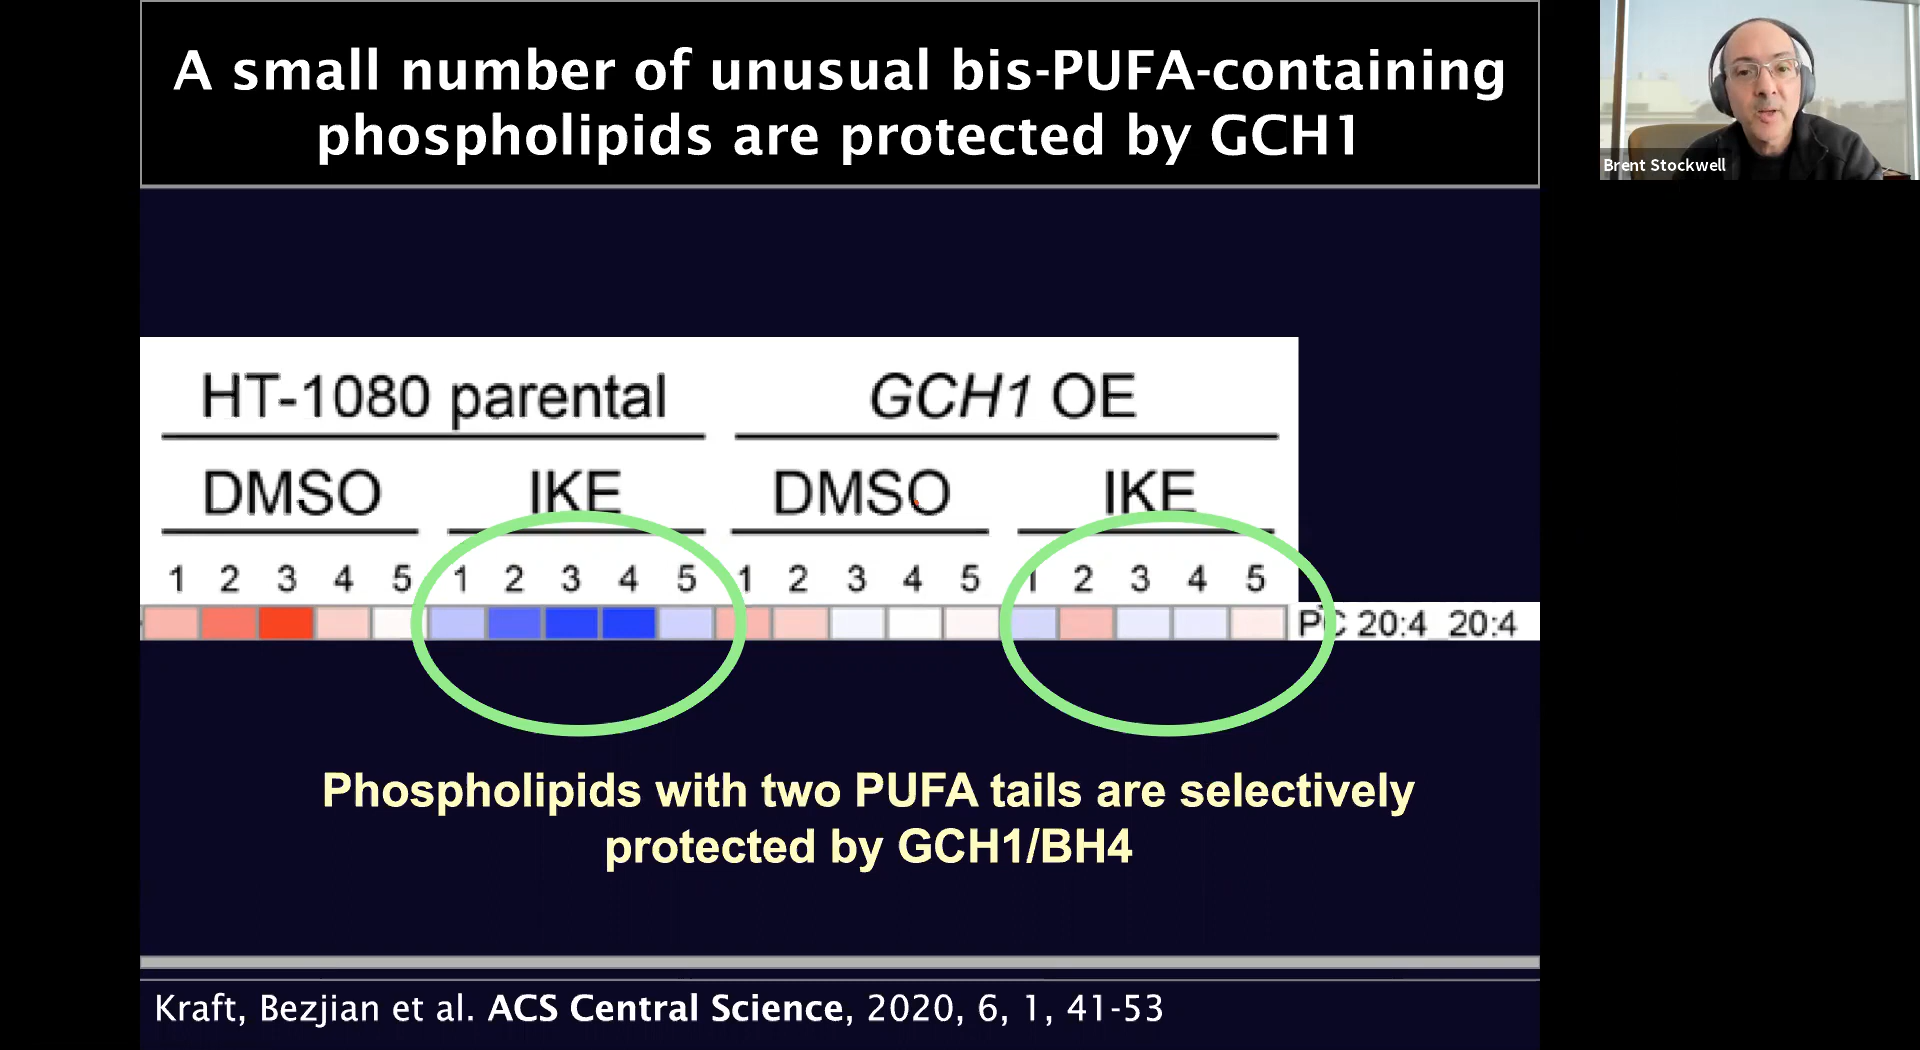 A small number of unusual bis-PUFA-containing
phospholipids are protected by GCH1
Brent Stockwell
HT-1080 parental GCH1 OE
DMSO IKE DMSO IKE
1 2 3 4 5 1 2 3 4 5 1 2 3 4 5 1 2 3 4 5
PC 20:4_20:4
Phospholipids with two PUFA tails are selectively
protected by GCH1/BH4
Kraft, Bezjian et al. ACS Central Science, 2020, 6, 1, 41-53